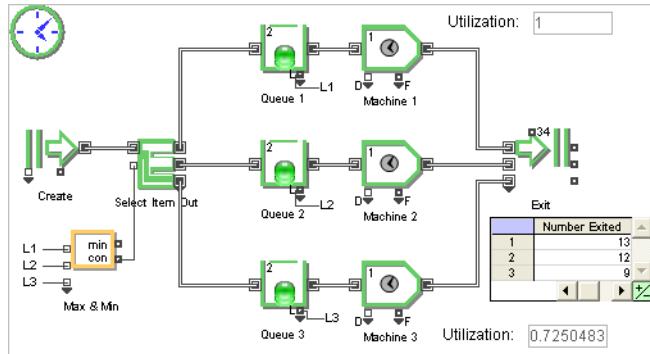 Utilization: 1
2 1
L L1 D F
Queue 1 Machine 1
34
2 1
Create Select Item Out L L2 D F Exit
Queue 2 Machine 2
L1 min
L2 con
L3
Max & Min
Number Exited
1 13
2 12
3 9
2 1
L L3 D F
Queue 3 Machine 3
Utilization: 0.7250483